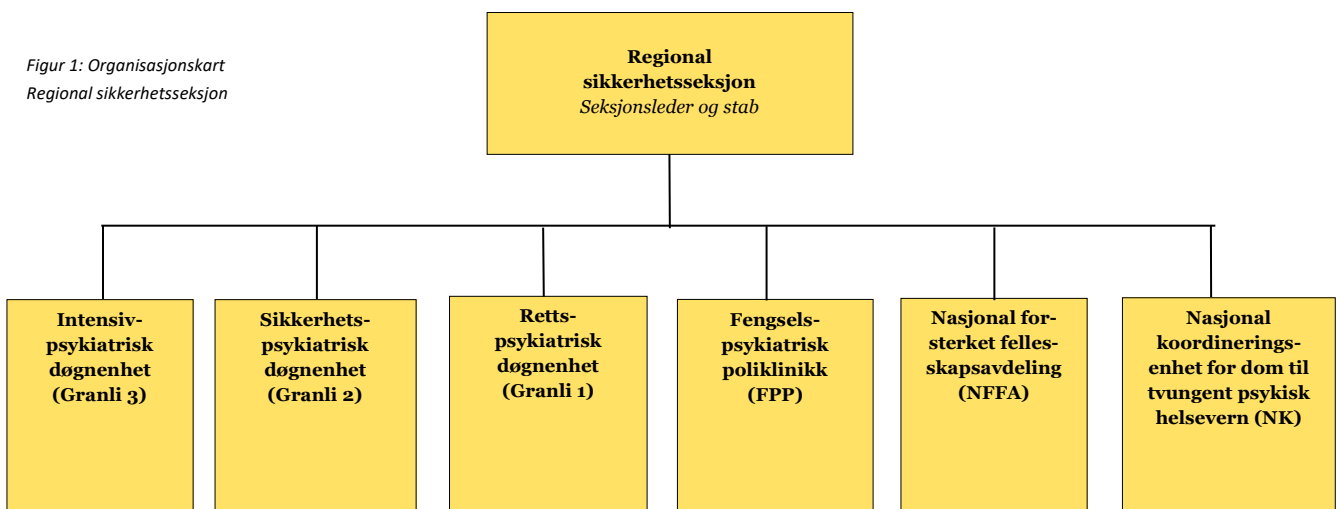 Figur 1: Organisasjonskart
Regional sikkerhetsseksjon
Regional
sikkerhetsseksjon
Seksjonsleder og stab
Intensiv-
psykiatrisk
døgnenhet
(Granli 3)
Sikkerhets-
psykiatrisk
døgnenhet
(Granli 2)
Retts-
psykiatrisk
døgnenhet
(Granli 1)
Fengsels-
psykiatrisk
poliklinikk
(FPP)
Nasjonal for-
sterket felles-
skapsavdeling
(NFFA)
Nasjonal
koordinerings-
enhet for dom til
tvungent psykisk
helsevern (NK)